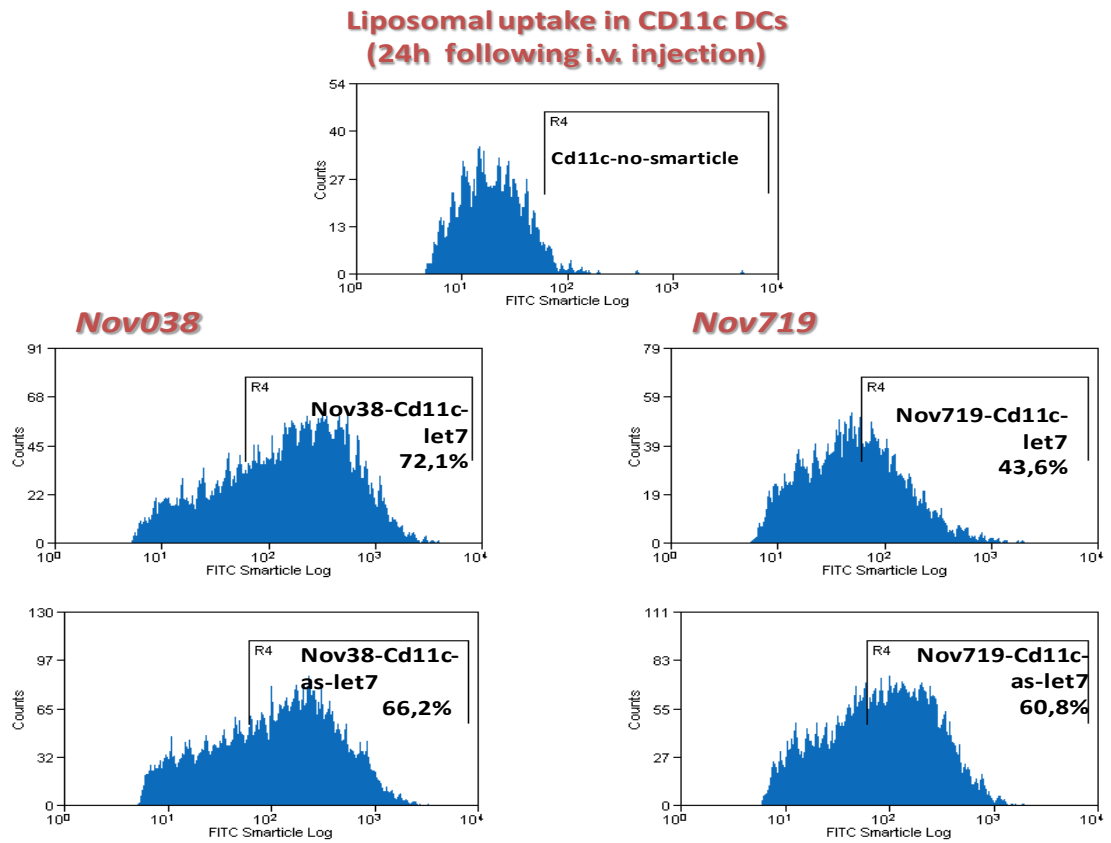 Liposomal uptake in CD11c DCs
(24h following i.v. injection)
54
40
27
13
0
Counts
R4
Cd11c-no-smarticle
10⁰ 10¹ 10² 10³ 10⁴
FITC Smarticle Log
Nov038
91
68
45
22
0
Counts
R4
Nov38-Cd11c-
let7
72,1%
10⁰ 10¹ 10² 10³ 10⁴
FITC Smarticle Log
Nov719
79
59
39
19
0
Counts
R4
Nov719-Cd11c-
let7
43,6%
10⁰ 10¹ 10² 10³ 10⁴
FITC Smarticle Log
130
97
65
32
0
Counts
R4
Nov38-Cd11c-
as-let7
66,2%
10⁰ 10¹ 10² 10³ 10⁴
FITC Smarticle Log
111
83
55
27
0
Counts
R4
Nov719-Cd11c-
as-let7
60,8%
10⁰ 10¹ 10² 10³ 10⁴
FITC Smarticle Log